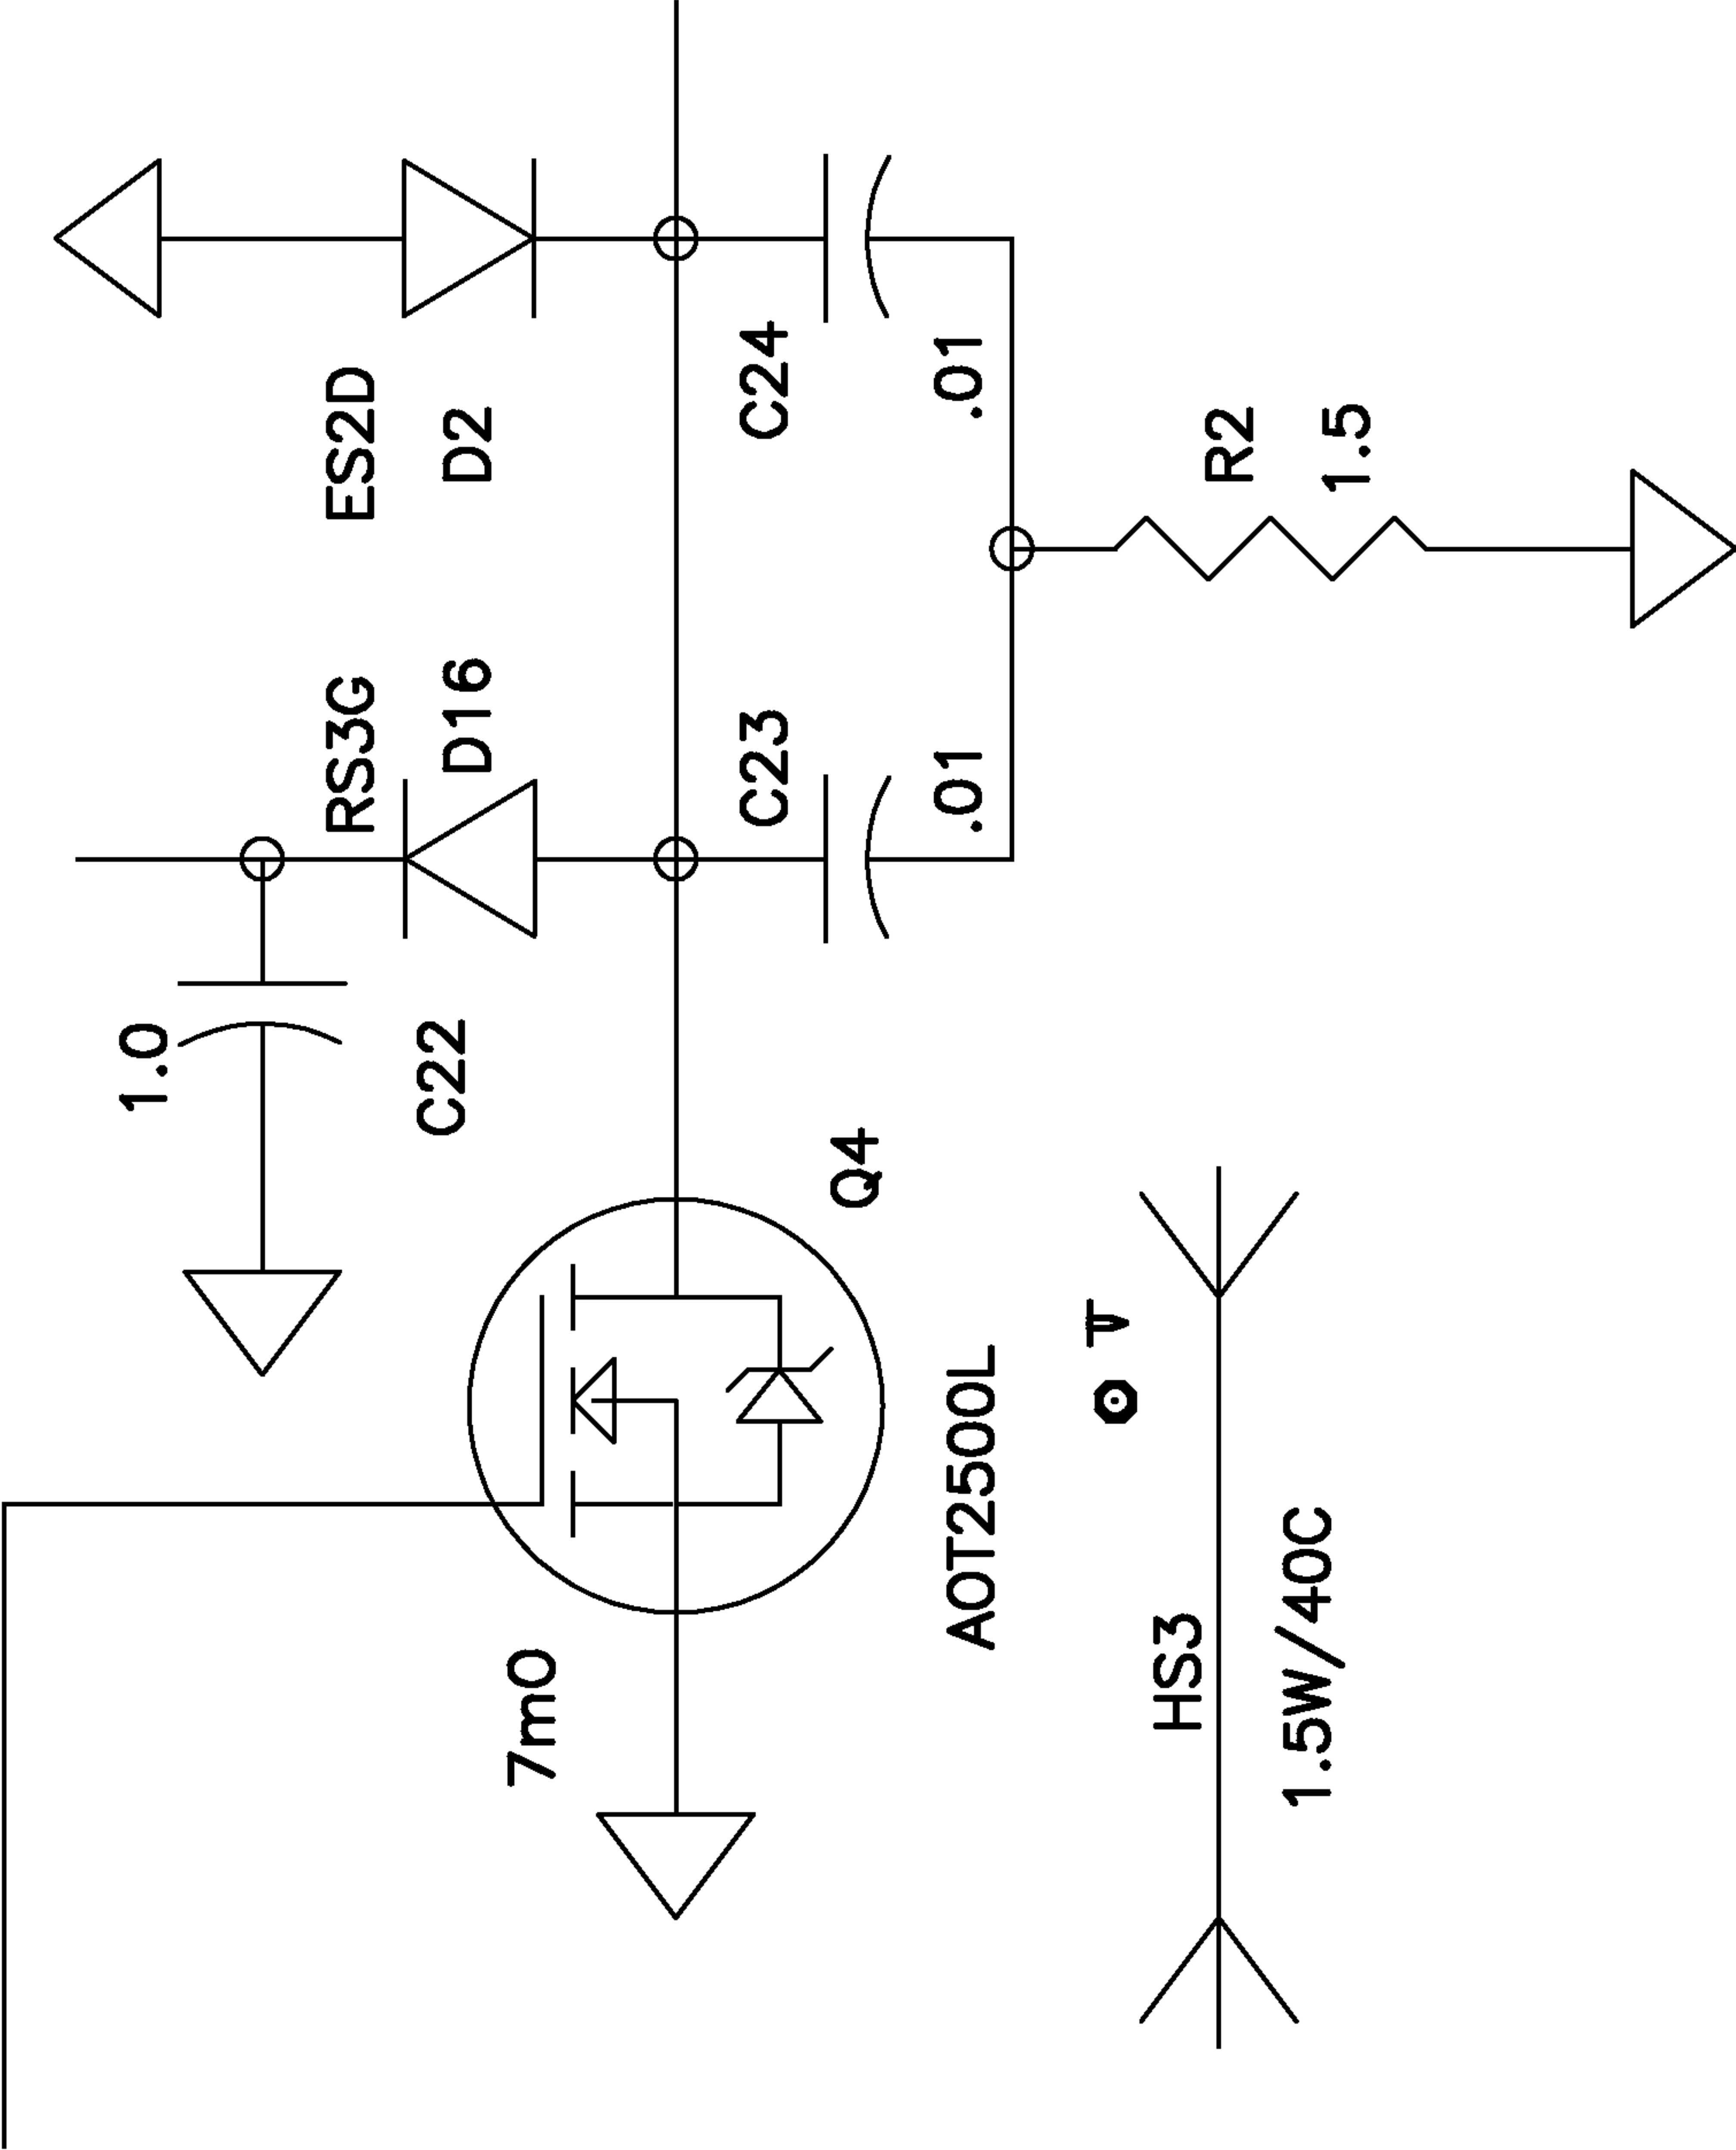 1.0
RS3G
ES2D
C22
D16
D2
7m0
C23
C24
Q4
.01
.01
AOT2500L
HS3
R2
1.5W/40C
1.5